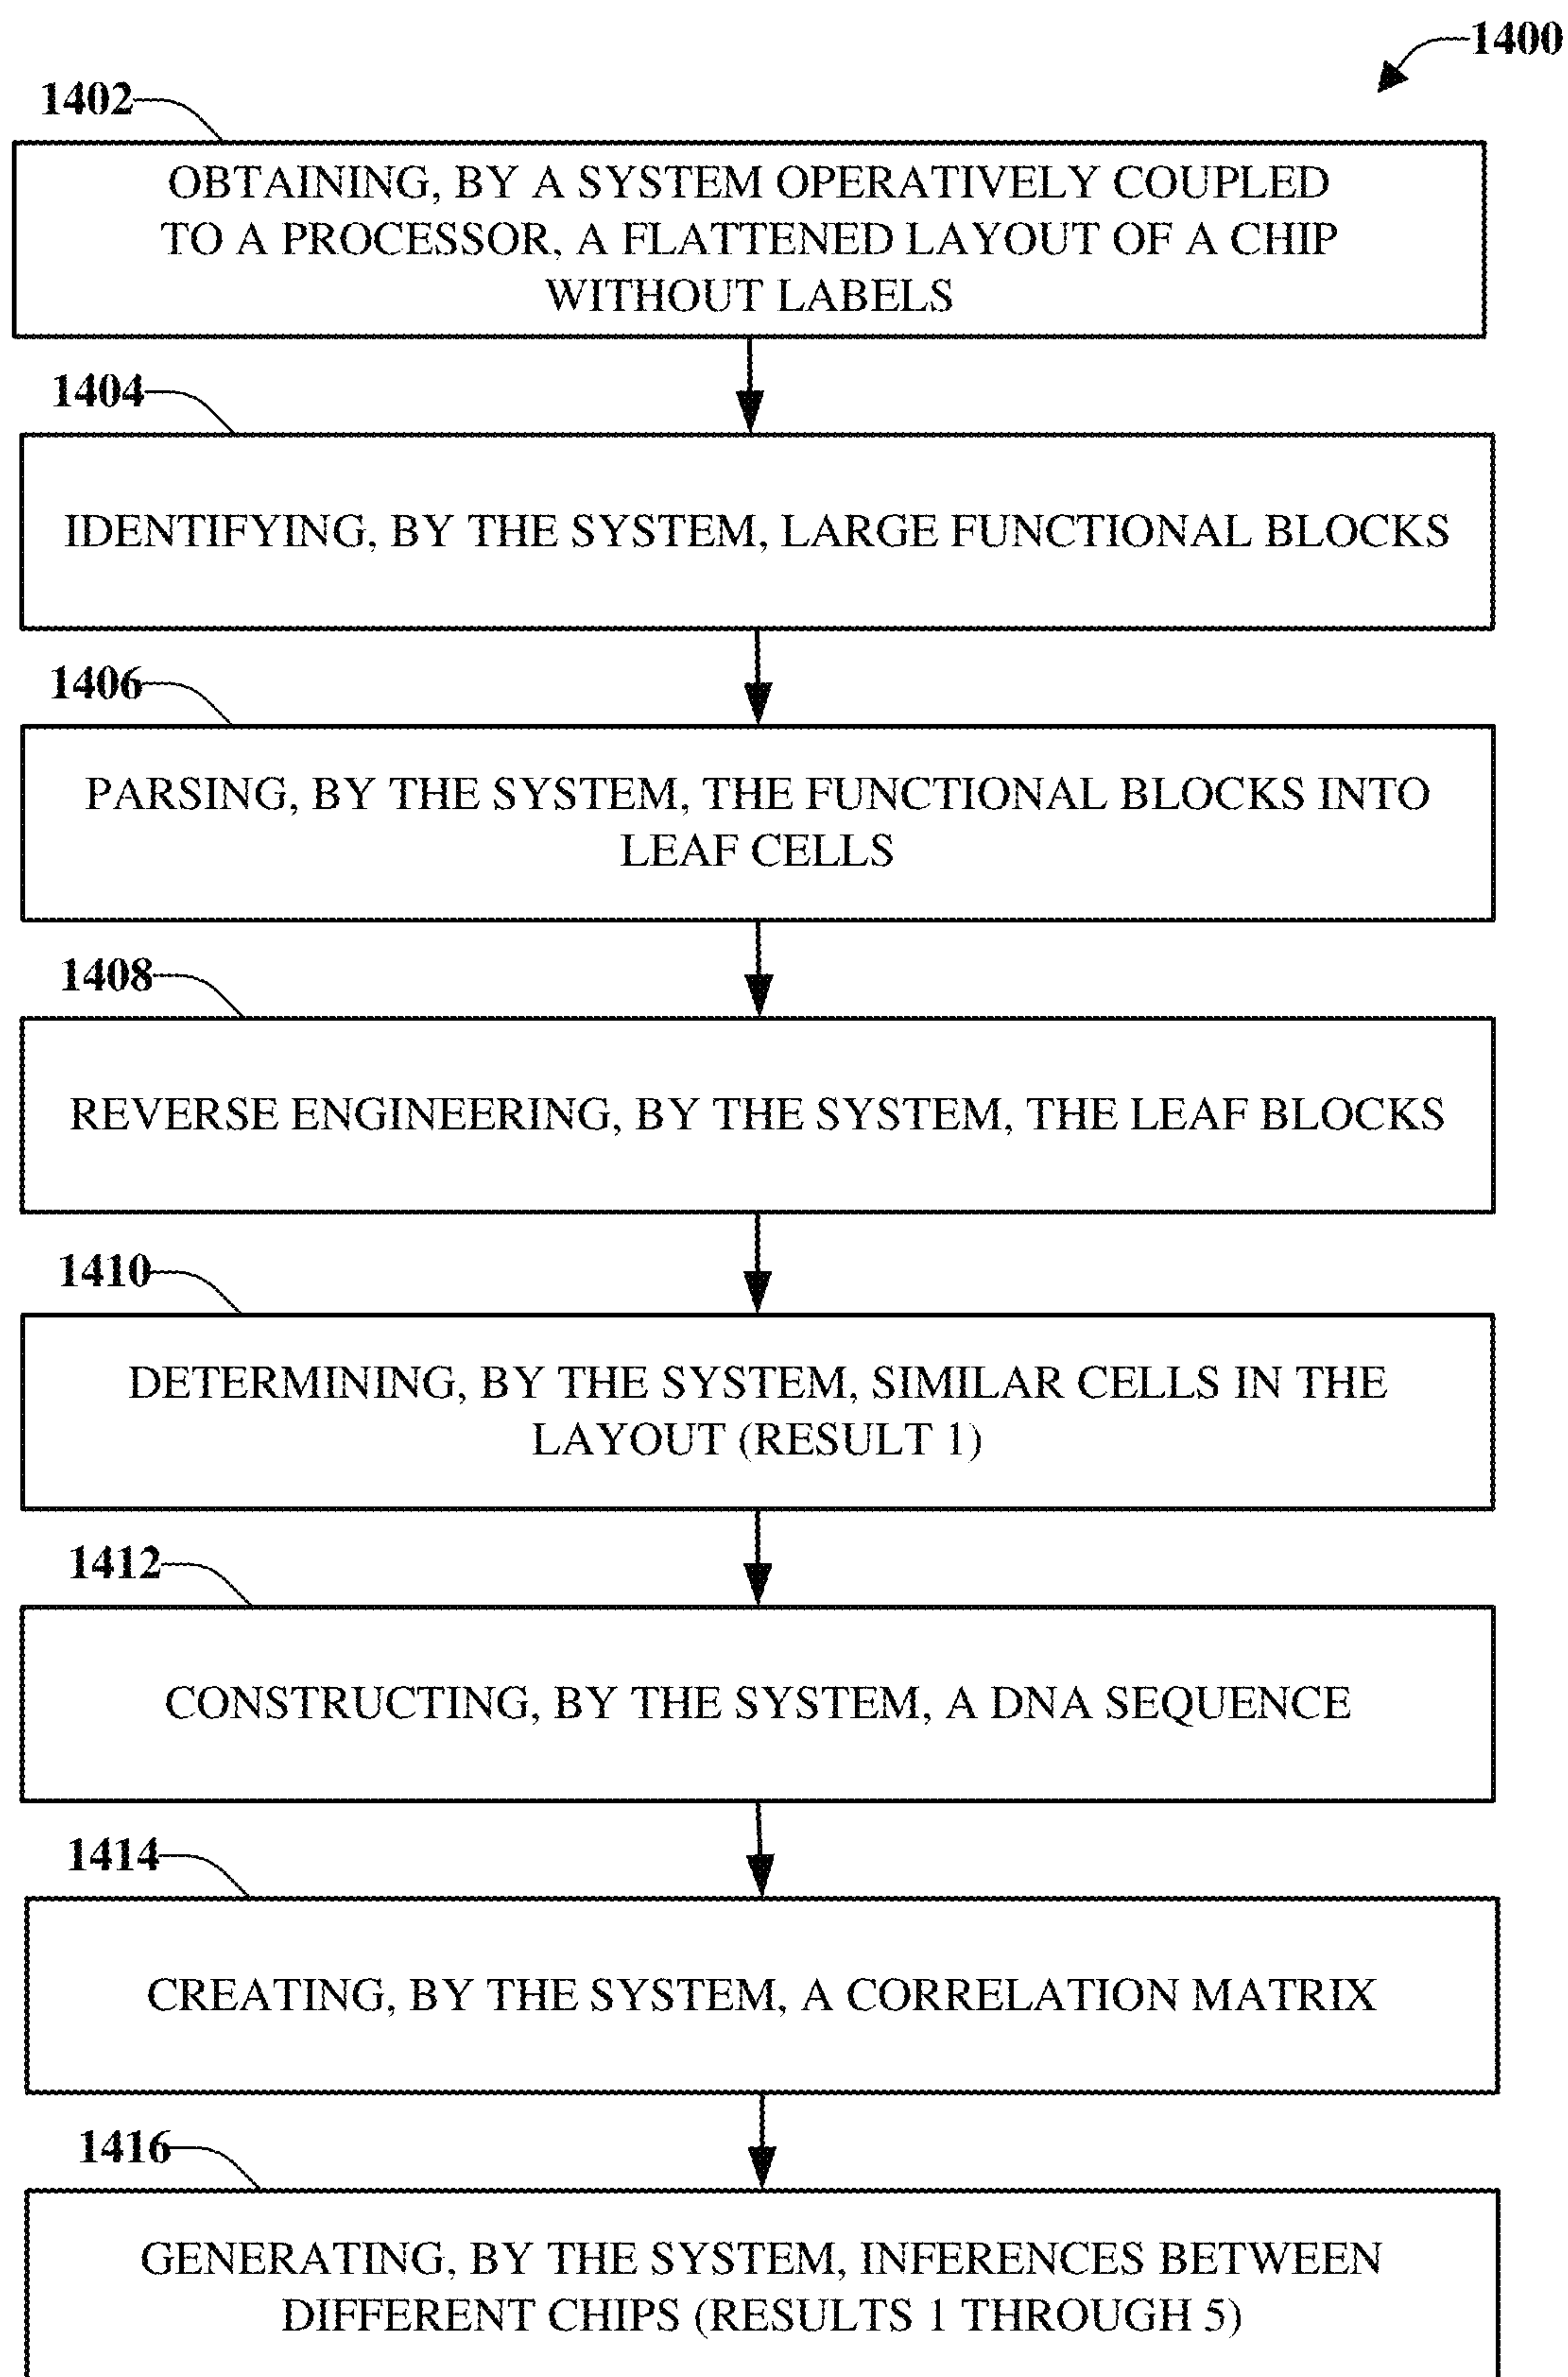 1400
1402
OBTAINING, BY A SYSTEM OPERATIVELY COUPLED
TO A PROCESSOR, A FLATTENED LAYOUT OF A CHIP
WITHOUT LABELS
1404
IDENTIFYING, BY THE SYSTEM, LARGE FUNCTIONAL BLOCKS
1406
PARSING, BY THE SYSTEM, THE FUNCTIONAL BLOCKS INTO
LEAF CELLS
1408
REVERSE ENGINEERING, BY THE SYSTEM, THE LEAF BLOCKS
1410
DETERMINING, BY THE SYSTEM, SIMILAR CELLS IN THE
LAYOUT (RESULT 1)
1412
CONSTRUCTING, BY THE SYSTEM, A DNA SEQUENCE
1414
CREATING, BY THE SYSTEM, A CORRELATION MATRIX
1416
GENERATING, BY THE SYSTEM, INFERENCES BETWEEN
DIFFERENT CHIPS (RESULTS 1 THROUGH 5)